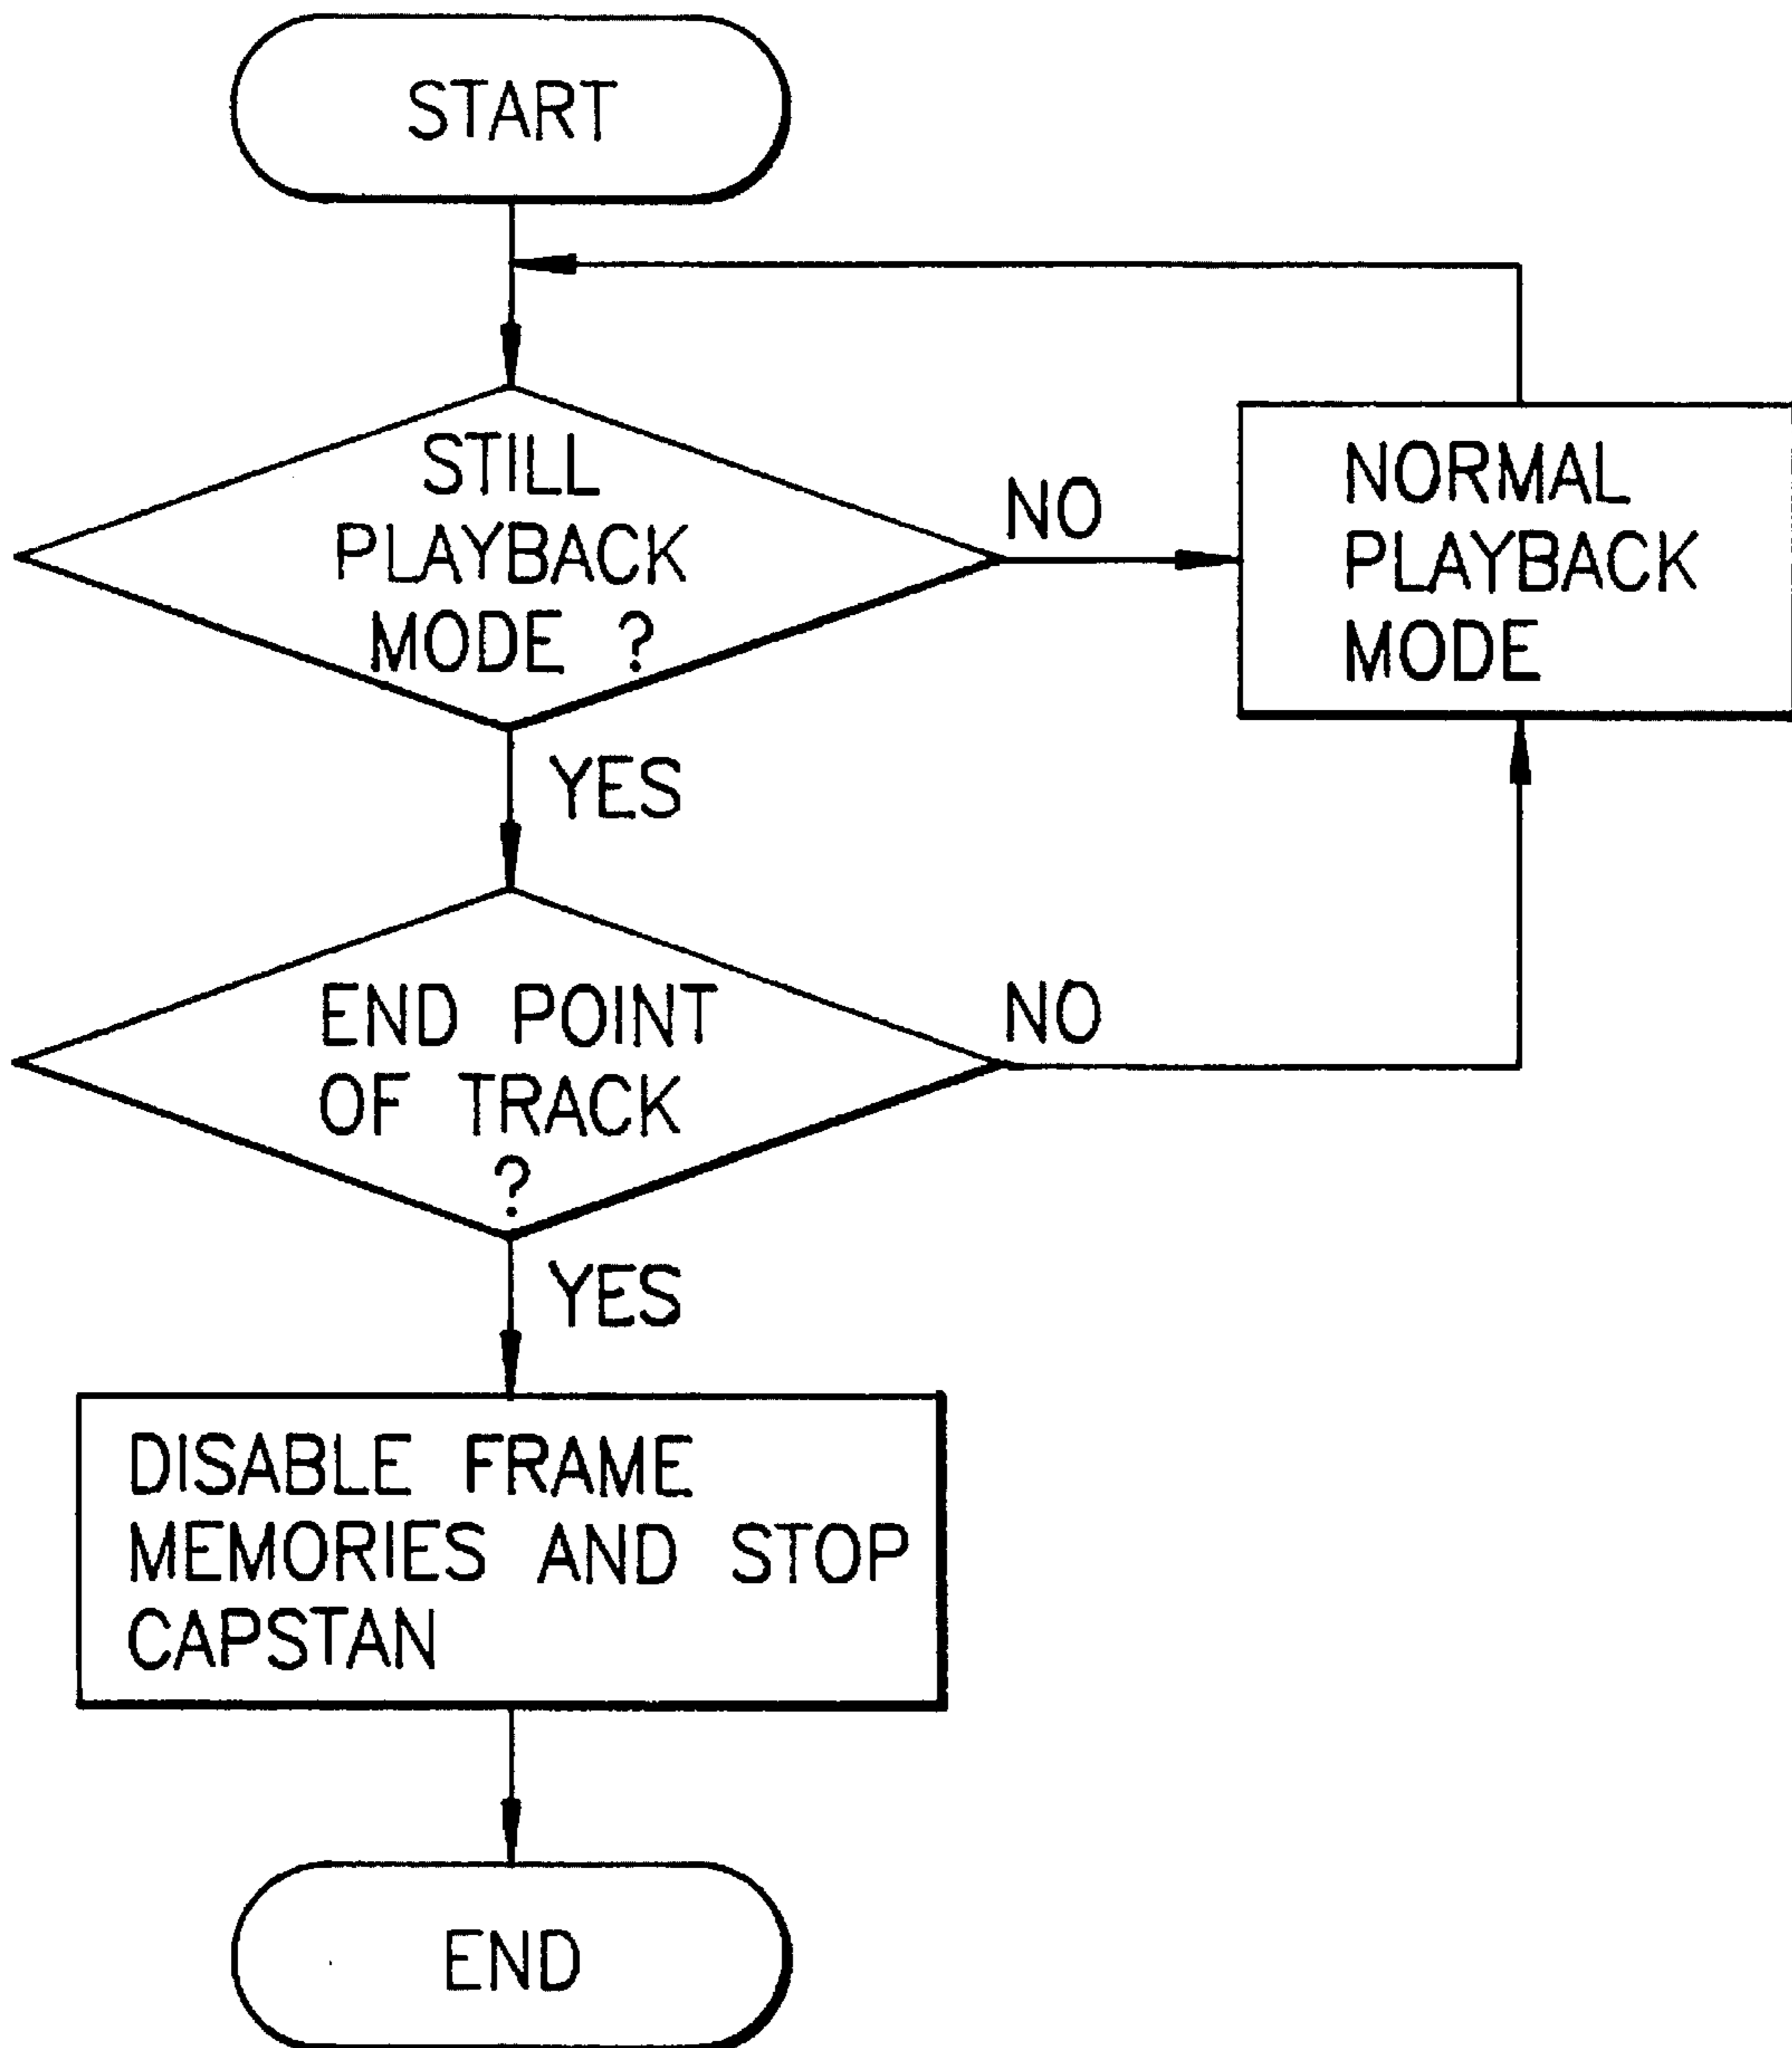 START
STILL
PLAYBACK
MODE ?
NO
NORMAL
PLAYBACK
MODE
YES
END POINT
OF TRACK
?
NO
YES
DISABLE FRAME
MEMORIES AND STOP
CAPSTAN
END